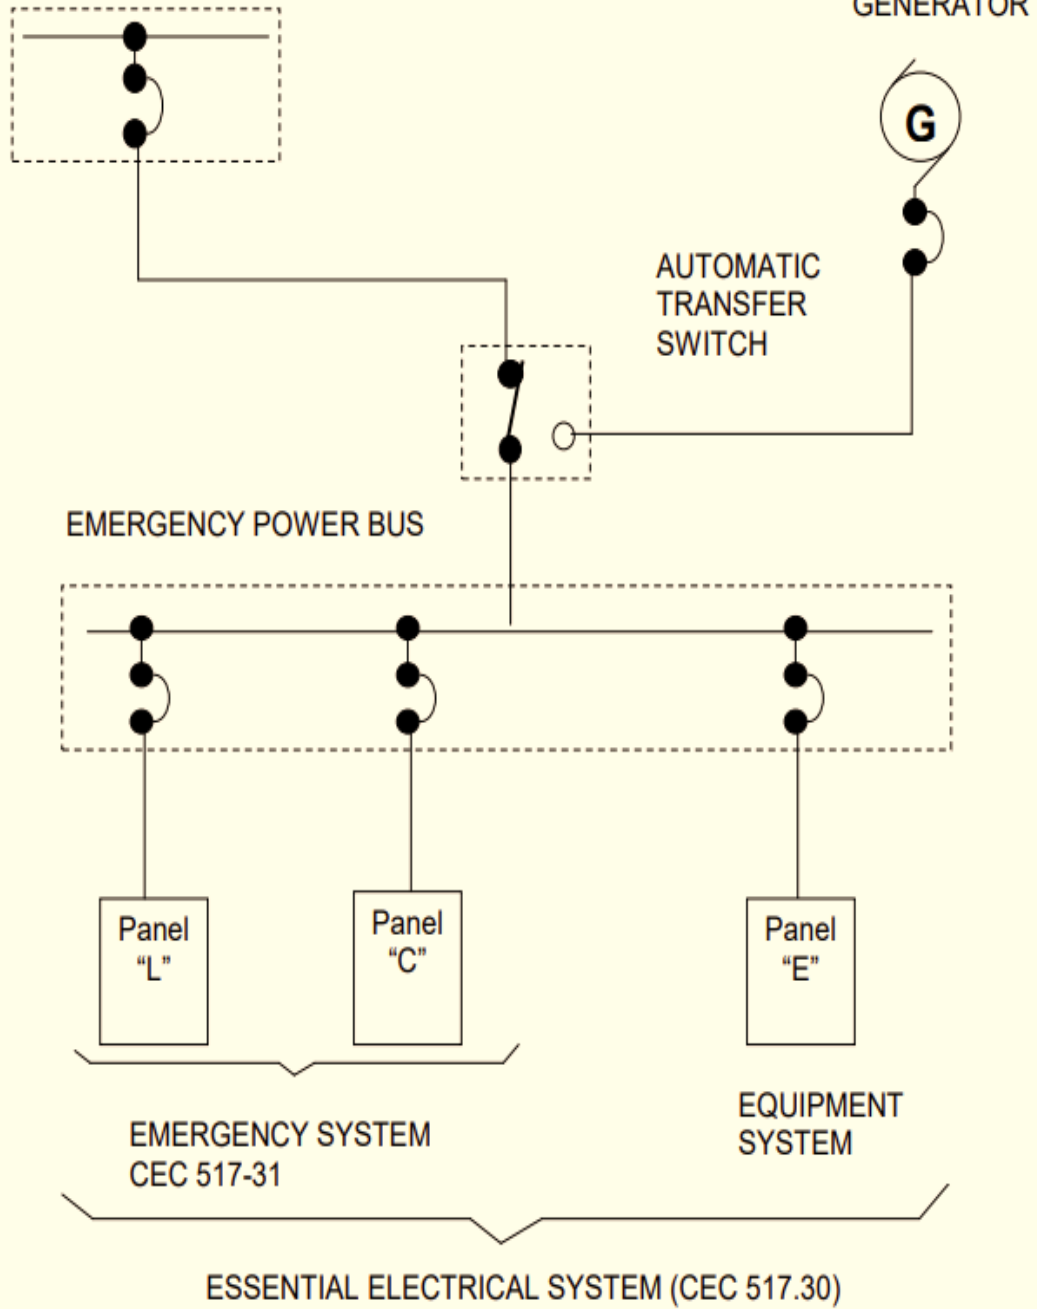 GENERATOR
G
AUTOMATIC
TRANSFER
SWITCH
EMERGENCY POWER BUS
Panel
“L”
Panel
“C”
Panel
“E”
EMERGENCY SYSTEM
CEC 517-31
EQUIPMENT
SYSTEM
ESSENTIAL ELECTRICAL SYSTEM (CEC 517.30)